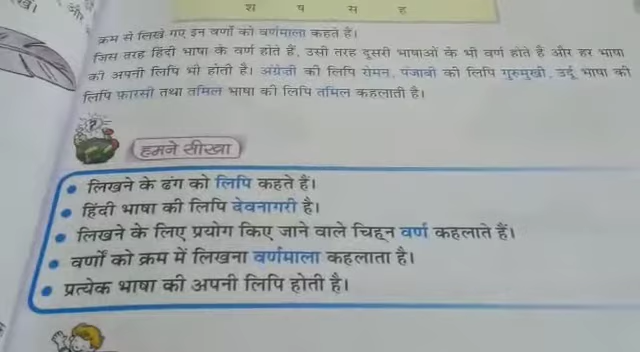 श ष स ह
क्रम से लिखे गए इन वर्णों को वर्णमाला कहते हैं।
जिस तरह हिंदी भाषा के वर्ण होते हैं, उसी तरह दूसरी भाषाओं के भी वर्ण होते हैं और हर भाषा
की अपनी लिपि भी होती है। अंग्रेज़ी की लिपि रोमन, पंजाबी की लिपि गुरुमुखी, उर्दू भाषा की
लिपि फ़ारसी तथा तमिल भाषा की लिपि तमिल कहलाती है।
हमने सीखा
• लिखने के ढंग को लिपि कहते हैं।
• हिंदी भाषा की लिपि देवनागरी है।
• लिखने के लिए प्रयोग किए जाने वाले चिह्न वर्ण कहलाते हैं।
• वर्णों को क्रम में लिखना वर्णमाला कहलाता है।
• प्रत्येक भाषा की अपनी लिपि होती है।